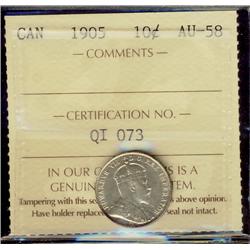 CAN 1905 10¢ AU-58
— COMMENTS —
— CERTIFICATION NO. —
QI 073
IN OUR IS A
GENUIN TEM.
Tampering with this se s above opinion.
Have holder replace seal not intact.